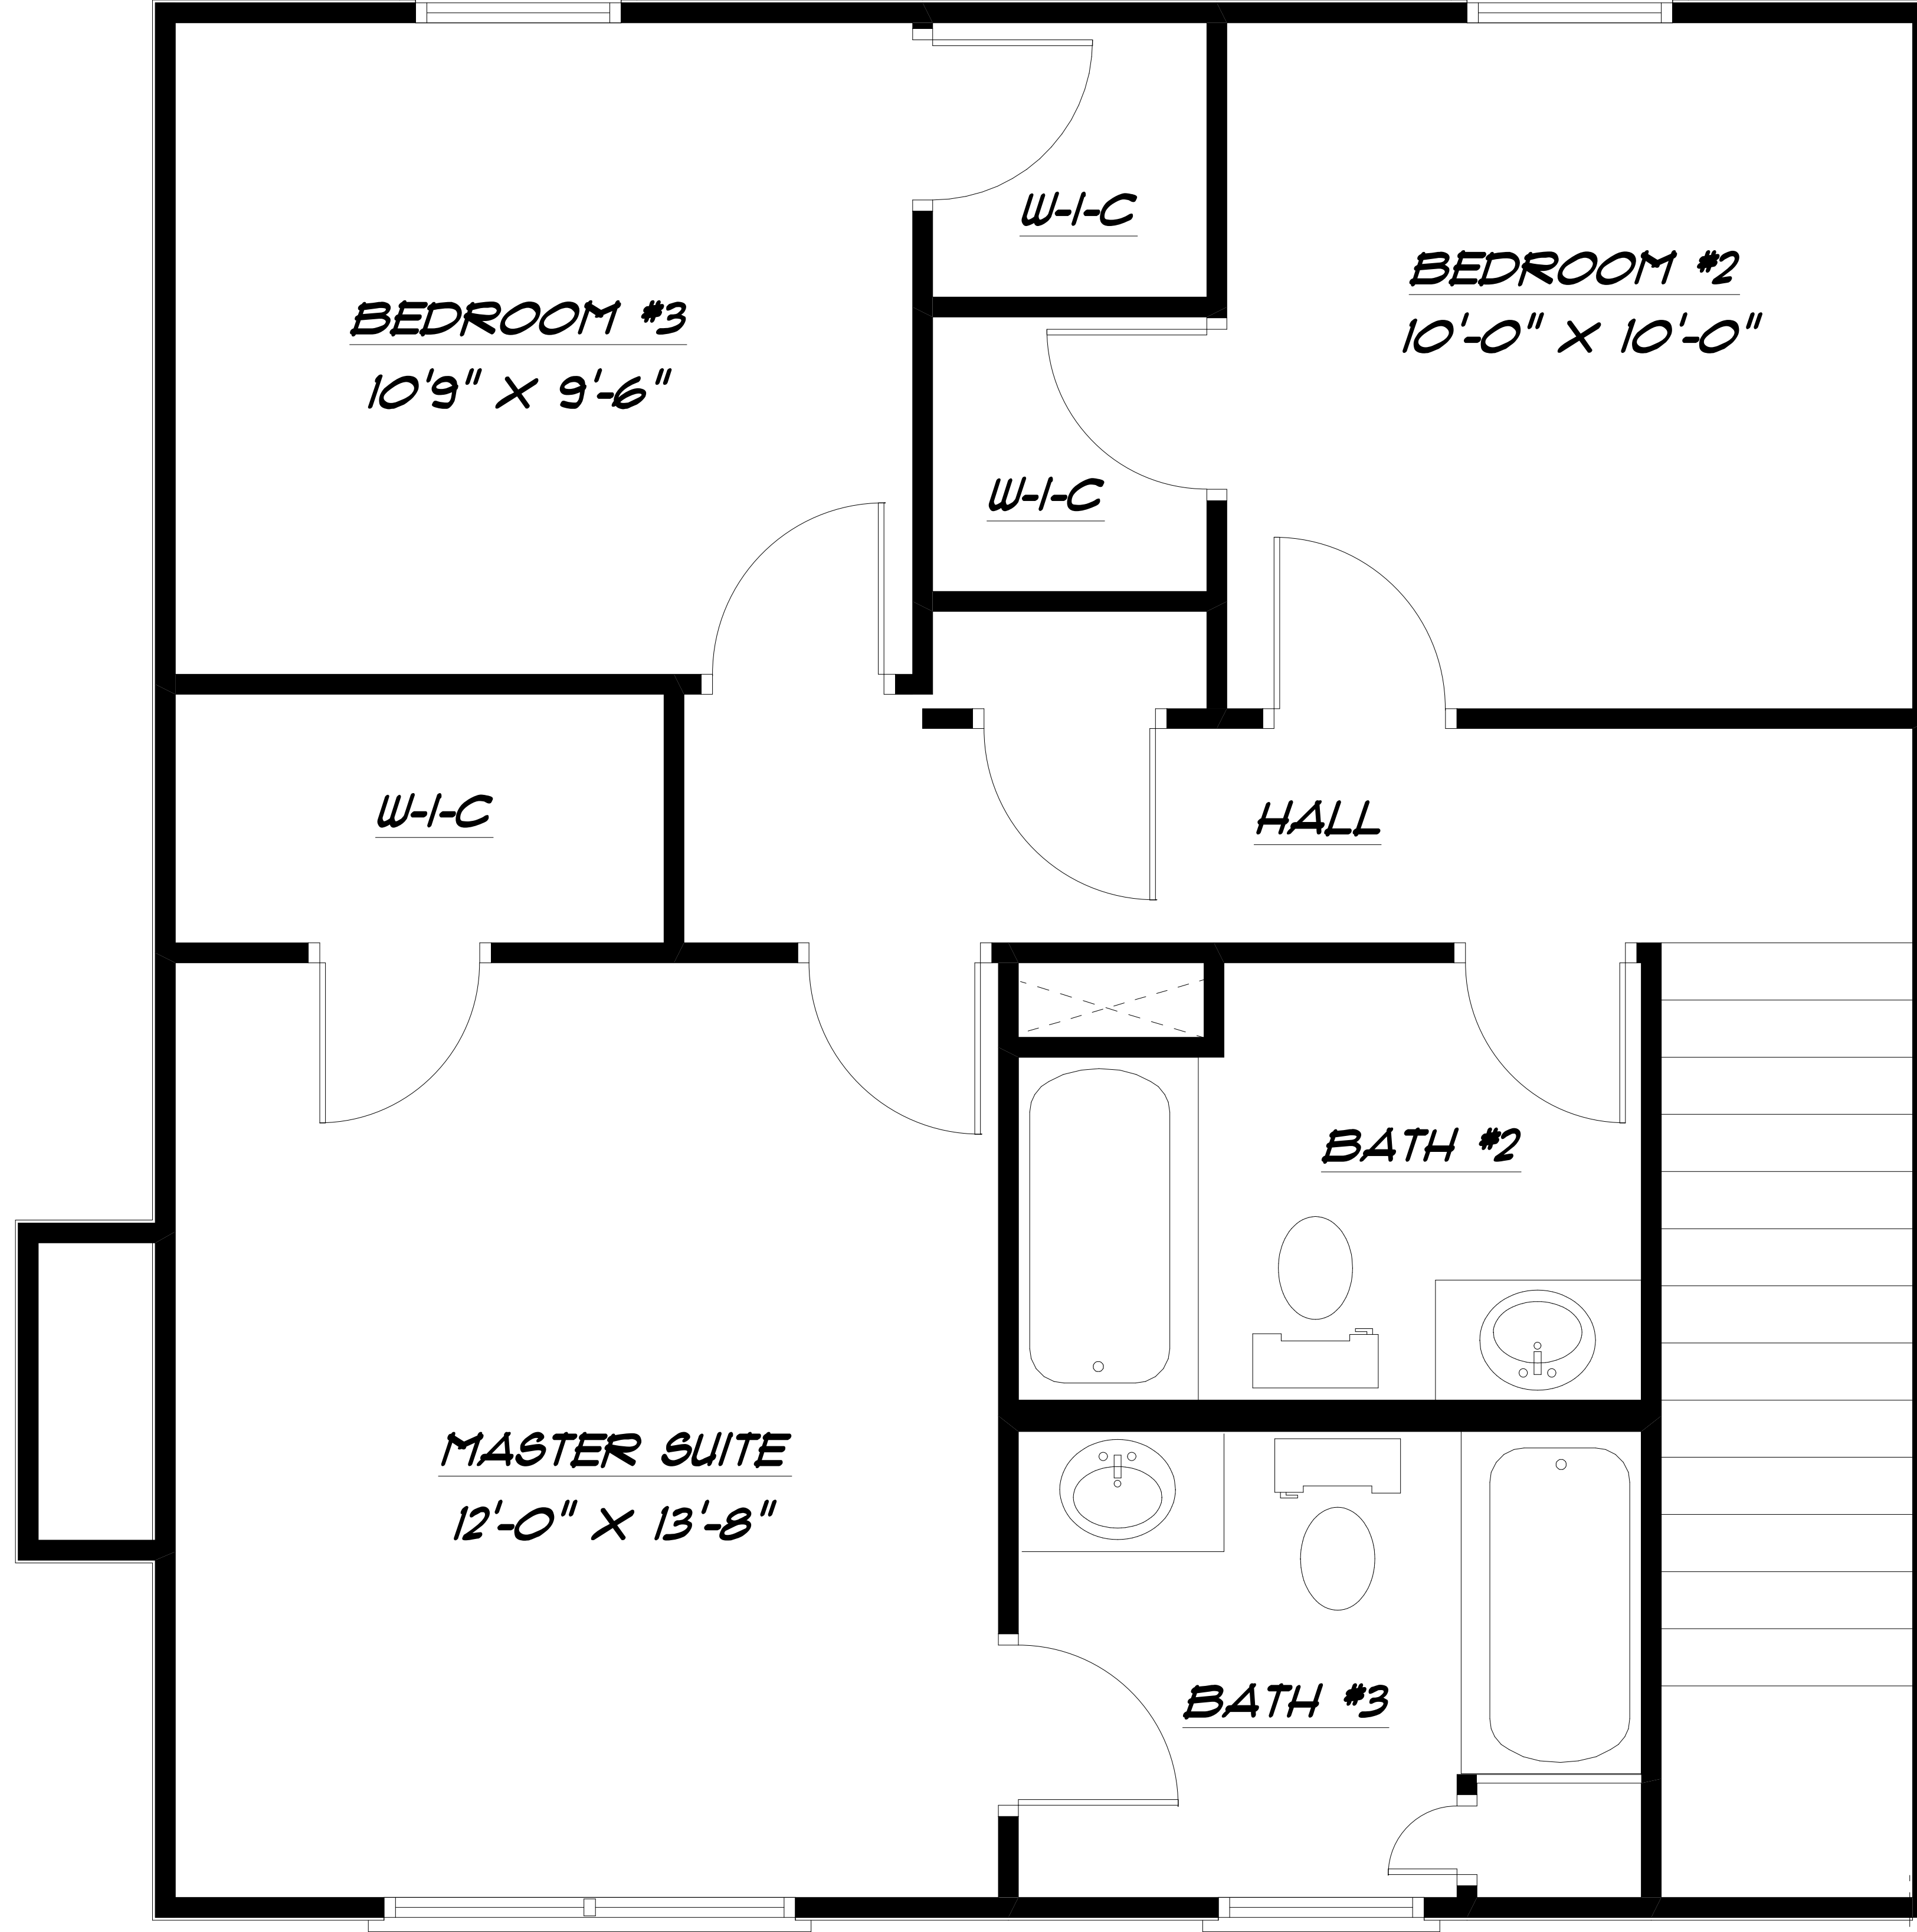 W-I-C
BEDROOM #2
10'-0" X 10'-0"
BEDROOM #3
10'9" X 9'-6"
W-I-C
W-I-C
HALL
BATH #2
MASTER SUITE
12'-0" X 13'-8"
BATH #3